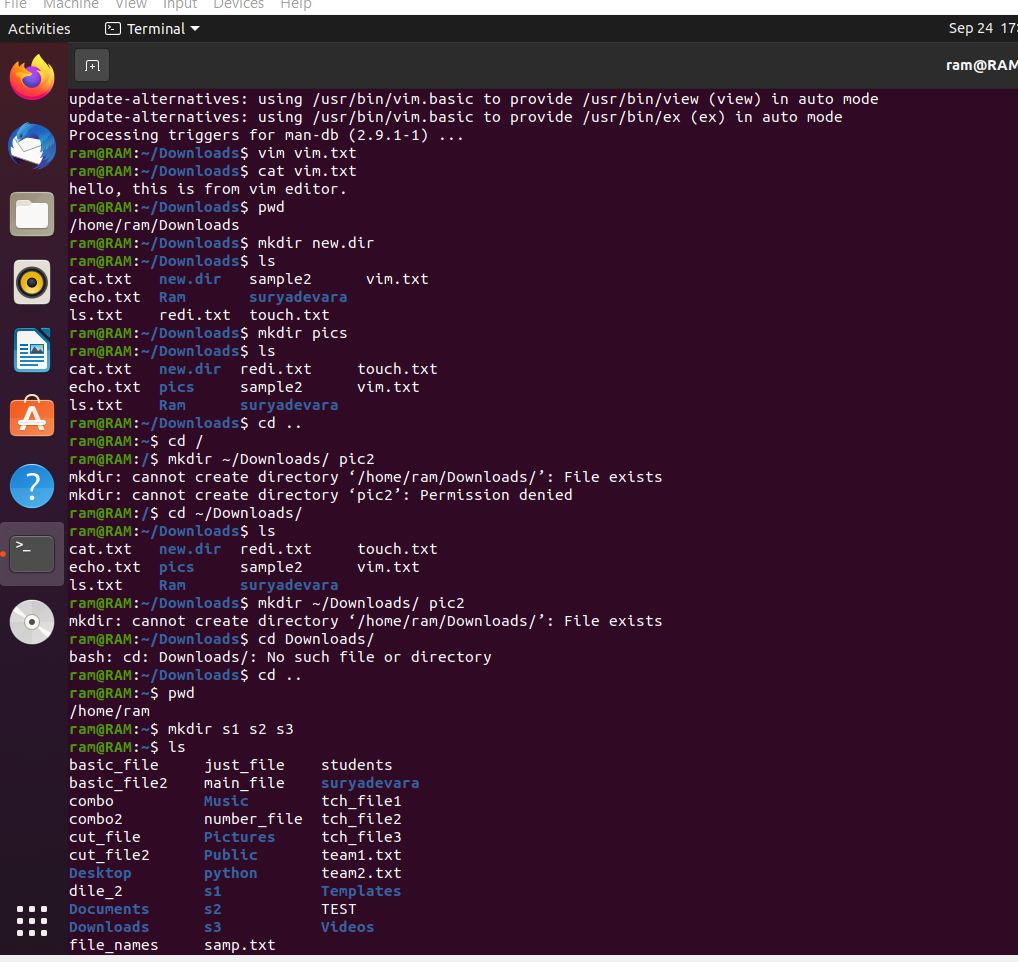 File Machine View Input Devices Help
Activities Terminal Sep 24 17:
ram@RAM
update-alternatives: using /usr/bin/vim.basic to provide /usr/bin/view (view) in auto mode
update-alternatives: using /usr/bin/vim.basic to provide /usr/bin/ex (ex) in auto mode
Processing triggers for man-db (2.9.1-1) ...
ram@RAM:~/Downloads$ vim vim.txt
ram@RAM:~/Downloads$ cat vim.txt
hello, this is from vim editor.
ram@RAM:~/Downloads$ pwd
/home/ram/Downloads
ram@RAM:~/Downloads$ mkdir new.dir
ram@RAM:~/Downloads$ ls
cat.txt   new.dir   sample2      vim.txt
echo.txt  Ram       suryadevara
ls.txt    redi.txt  touch.txt
ram@RAM:~/Downloads$ mkdir pics
ram@RAM:~/Downloads$ ls
cat.txt   new.dir  redi.txt     touch.txt
echo.txt  pics     sample2      vim.txt
ls.txt    Ram      suryadevara
ram@RAM:~/Downloads$ cd ..
ram@RAM:~$ cd /
ram@RAM:/$ mkdir ~/Downloads/ pic2
mkdir: cannot create directory ‘/home/ram/Downloads/’: File exists
mkdir: cannot create directory ‘pic2’: Permission denied
ram@RAM:/$ cd ~/Downloads/
ram@RAM:~/Downloads$ ls
cat.txt   new.dir  redi.txt     touch.txt
echo.txt  pics     sample2      vim.txt
ls.txt    Ram      suryadevara
ram@RAM:~/Downloads$ mkdir ~/Downloads/ pic2
mkdir: cannot create directory ‘/home/ram/Downloads/’: File exists
ram@RAM:~/Downloads$ cd Downloads/
bash: cd: Downloads/: No such file or directory
ram@RAM:~/Downloads$ cd ..
ram@RAM:~$ pwd
/home/ram
ram@RAM:~$ mkdir s1 s2 s3
ram@RAM:~$ ls
basic_file     just_file    students
basic_file2    main_file    suryadevara
combo          Music        tch_file1
combo2         number_file  tch_file2
cut_file       Pictures     tch_file3
cut_file2      Public       team1.txt
Desktop        python       team2.txt
dile_2         s1           Templates
Documents      s2           TEST
Downloads      s3           Videos
file_names     samp.txt